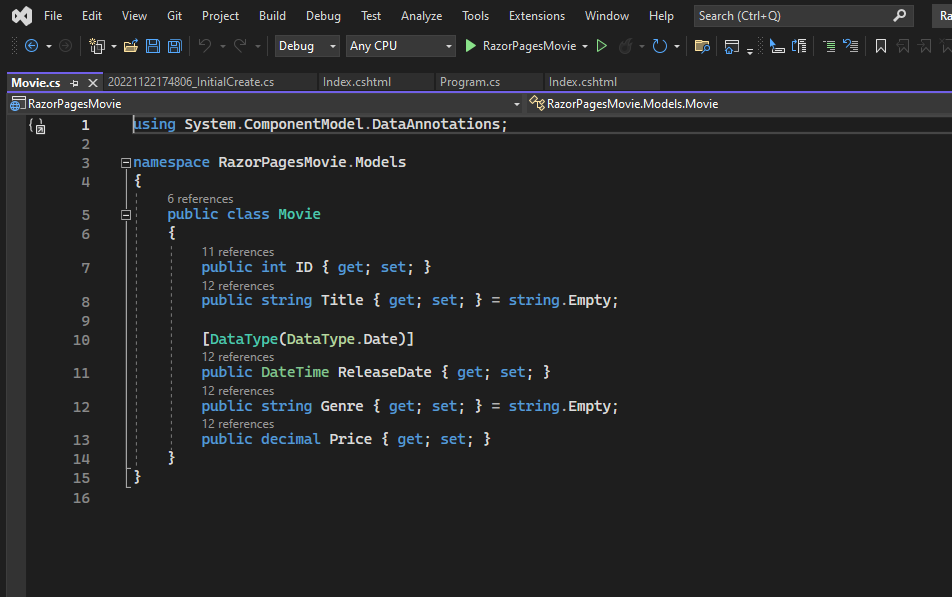 File Edit View Git Project Build Debug Test Analyze Tools Extensions Window Help Search (Ctrl+Q)
Debug Any CPU RazorPagesMovie
Movie.cs 20221122174806_InitialCreate.cs Index.cshtml Program.cs Index.cshtml
RazorPagesMovie RazorPagesMovie.Models.Movie
1 using System.ComponentModel.DataAnnotations;
2
3 namespace RazorPagesMovie.Models
4 {
6 references
5 public class Movie
6 {
11 references
7 public int ID { get; set; }
12 references
8 public string Title { get; set; } = string.Empty;
9
10 [DataType(DataType.Date)]
12 references
11 public DateTime ReleaseDate { get; set; }
12 references
12 public string Genre { get; set; } = string.Empty;
12 references
13 public decimal Price { get; set; }
14 }
15 }
16